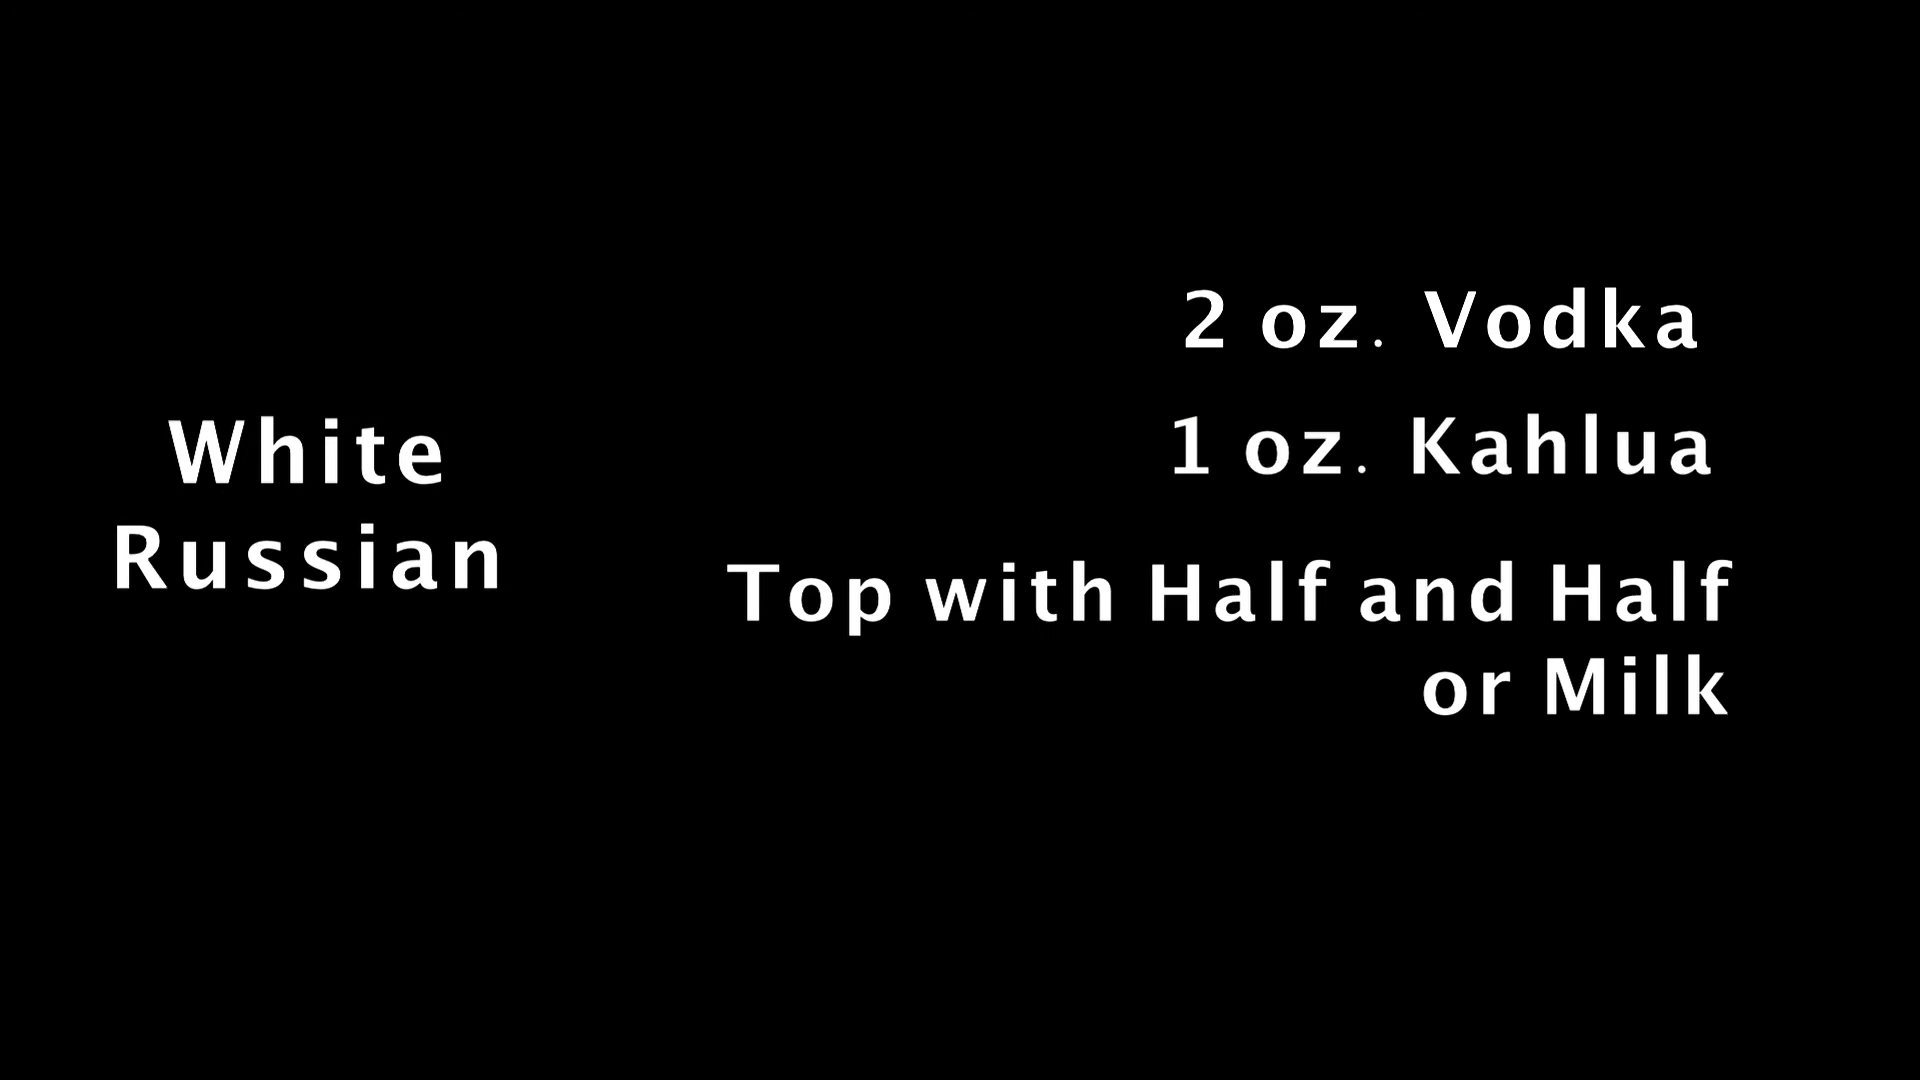 White
Russian
2 oz. Vodka
1 oz. Kahlua
Top with Half and Half
or Milk